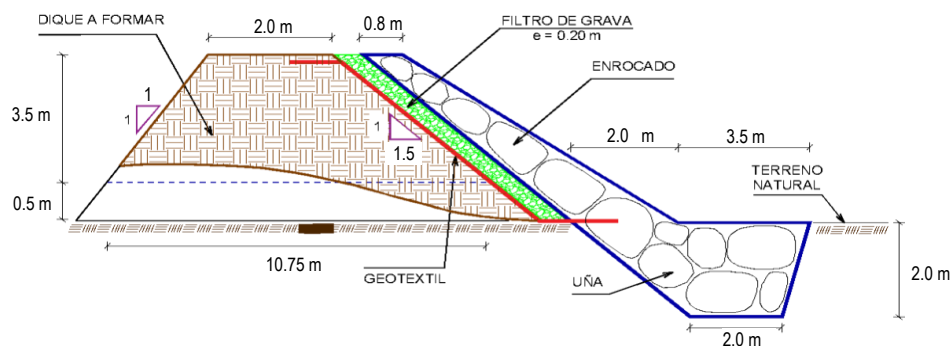 DIQUE A FORMAR
2.0 m
0.8 m
FILTRO DE GRAVA
e = 0.20 m
ENROCADO
3.5 m
1
1
1
1.5
2.0 m
3.5 m
TERRENO
NATURAL
0.5 m
10.75 m
GEOTEXTIL
UÑA
2.0 m
2.0 m